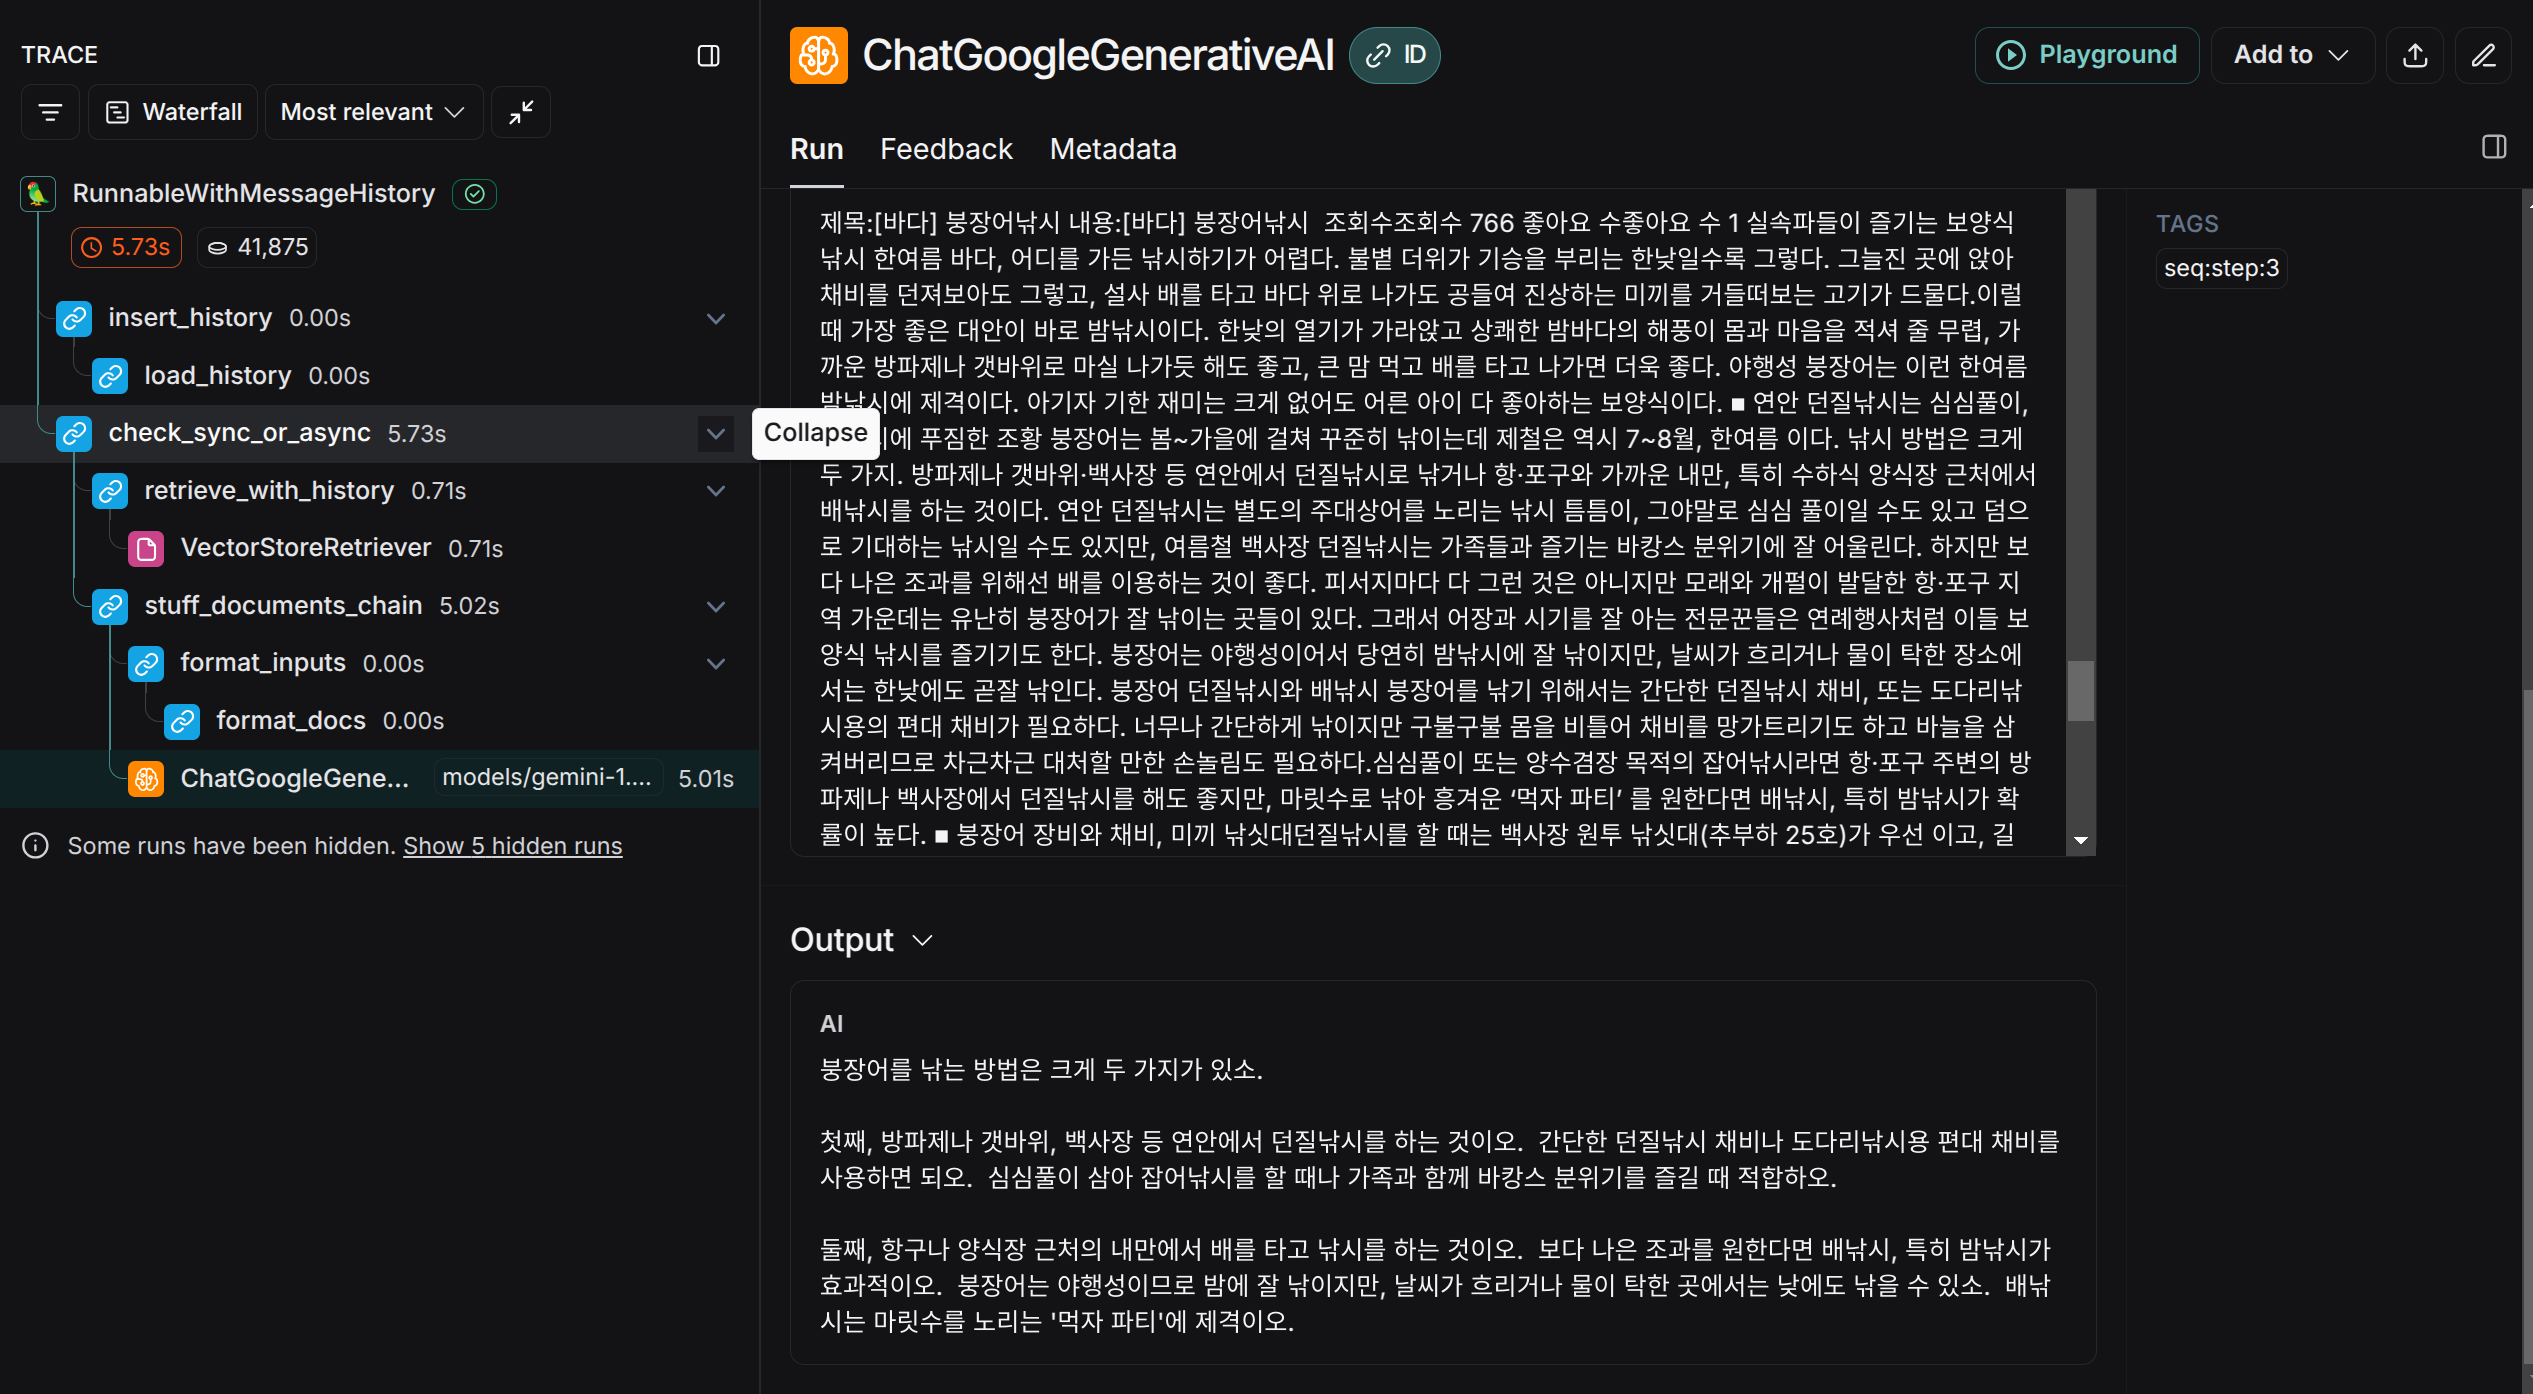 TRACE
Waterfall
Most relevant
RunnableWithMessageHistory
5.73s
41,875
insert_history 0.00s
load_history 0.00s
check_sync_or_async 5.73s
Collapse
retrieve_with_history 0.71s
VectorStoreRetriever 0.71s
stuff_documents_chain 5.02s
format_inputs 0.00s
format_docs 0.00s
ChatGoogleGene... models/gemini-1.... 5.01s
Some runs have been hidden. Show 5 hidden runs
ChatGoogleGenerativeAI
ID
Playground
Add to
Run Feedback Metadata
제목:[바다] 붕장어낚시 내용:[바다] 붕장어낚시  조회수조회수 766 좋아요 수좋아요 수 1 실속파들이 즐기는 보양식
낚시 한여름 바다, 어디를 가든 낚시하기가 어렵다. 불볕 더위가 기승을 부리는 한낮일수록 그렇다. 그늘진 곳에 앉아
채비를 던져보아도 그렇고, 설사 배를 타고 바다 위로 나가도 공들여 진상하는 미끼를 거들떠보는 고기가 드물다.이럴
때 가장 좋은 대안이 바로 밤낚시이다. 한낮의 열기가 가라앉고 상쾌한 밤바다의 해풍이 몸과 마음을 적셔 줄 무렵, 가
까운 방파제나 갯바위로 마실 나가듯 해도 좋고, 큰 맘 먹고 배를 타고 나가면 더욱 좋다. 야행성 붕장어는 이런 한여름
밤낚시에 제격이다. 아기자 기한 재미는 크게 없어도 어른 아이 다 좋아하는 보양식이다. ■ 연안 던질낚시는 심심풀이,
시에 푸짐한 조황 붕장어는 봄~가을에 걸쳐 꾸준히 낚이는데 제철은 역시 7~8월, 한여름 이다. 낚시 방법은 크게
두 가지. 방파제나 갯바위·백사장 등 연안에서 던질낚시로 낚거나 항·포구와 가까운 내만, 특히 수하식 양식장 근처에서
배낚시를 하는 것이다. 연안 던질낚시는 별도의 주대상어를 노리는 낚시 틈틈이, 그야말로 심심 풀이일 수도 있고 덤으
로 기대하는 낚시일 수도 있지만, 여름철 백사장 던질낚시는 가족들과 즐기는 바캉스 분위기에 잘 어울린다. 하지만 보
다 나은 조과를 위해선 배를 이용하는 것이 좋다. 피서지마다 다 그런 것은 아니지만 모래와 개펄이 발달한 항·포구 지
역 가운데는 유난히 붕장어가 잘 낚이는 곳들이 있다. 그래서 어장과 시기를 잘 아는 전문꾼들은 연례행사처럼 이들 보
양식 낚시를 즐기기도 한다. 붕장어는 야행성이어서 당연히 밤낚시에 잘 낚이지만, 날씨가 흐리거나 물이 탁한 장소에
서는 한낮에도 곧잘 낚인다. 붕장어 던질낚시와 배낚시 붕장어를 낚기 위해서는 간단한 던질낚시 채비, 또는 도다리낚
시용의 편대 채비가 필요하다. 너무나 간단하게 낚이지만 구불구불 몸을 비틀어 채비를 망가트리기도 하고 바늘을 삼
켜버리므로 차근차근 대처할 만한 손놀림도 필요하다.심심풀이 또는 양수겸장 목적의 잡어낚시라면 항·포구 주변의 방
파제나 백사장에서 던질낚시를 해도 좋지만, 마릿수로 낚아 흥겨운 ‘먹자 파티’ 를 원한다면 배낚시, 특히 밤낚시가 확
률이 높다. ■ 붕장어 장비와 채비, 미끼 낚싯대던질낚시를 할 때는 백사장 원투 낚싯대(추부하 25호)가 우선 이고, 길
TAGS
seq:step:3
Output
AI
붕장어를 낚는 방법은 크게 두 가지가 있소.
첫째, 방파제나 갯바위, 백사장 등 연안에서 던질낚시를 하는 것이오.  간단한 던질낚시 채비나 도다리낚시용 편대 채비를
사용하면 되오.  심심풀이 삼아 잡어낚시를 할 때나 가족과 함께 바캉스 분위기를 즐길 때 적합하오.
둘째, 항구나 양식장 근처의 내만에서 배를 타고 낚시를 하는 것이오.  보다 나은 조과를 원한다면 배낚시, 특히 밤낚시가
효과적이오.  붕장어는 야행성이므로 밤에 잘 낚이지만, 날씨가 흐리거나 물이 탁한 곳에서는 낮에도 낚을 수 있소.  배낚
시는 마릿수를 노리는 '먹자 파티'에 제격이오.